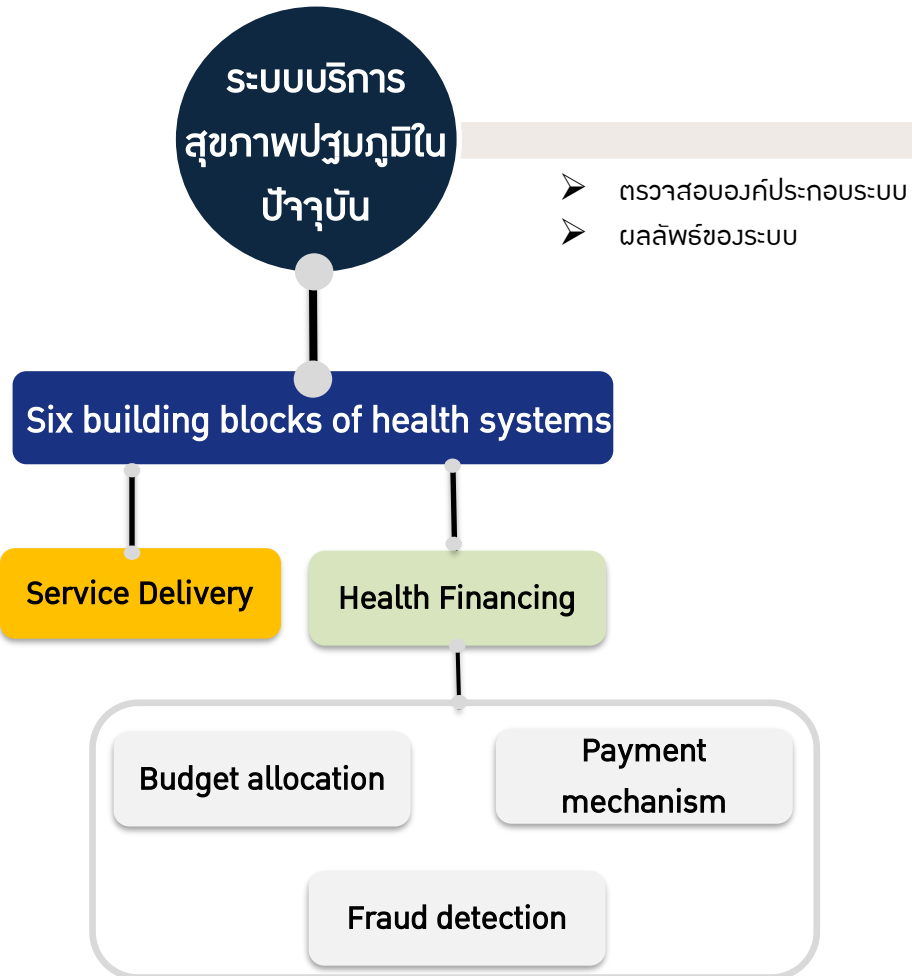 ระบบบริการ
สุขภาพปฐมภูมิใน
ปัจจุบัน
➢ ตรวจสอบองค์ประกอบระบบ
➢ ผลลัพธ์ของระบบ
Six building blocks of health systems
Service Delivery
Health Financing
Budget allocation
Payment
mechanism
Fraud detection